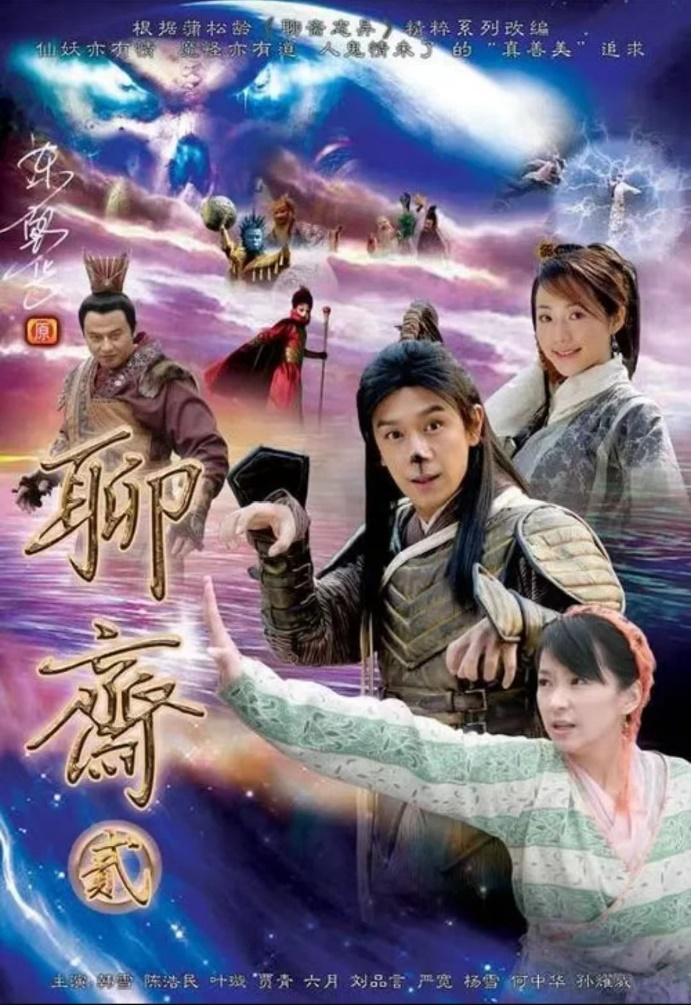 根据蒲松龄《聊斋志异》精粹系列改编
仙妖亦有情 魔怪亦有道 人鬼情未了 的 “真善美” 追求
原
聊齋
贰
主演 韩雪 陈浩民 叶璇 贾青 六月 刘品言 严宽 杨雪 何中华 孙耀威